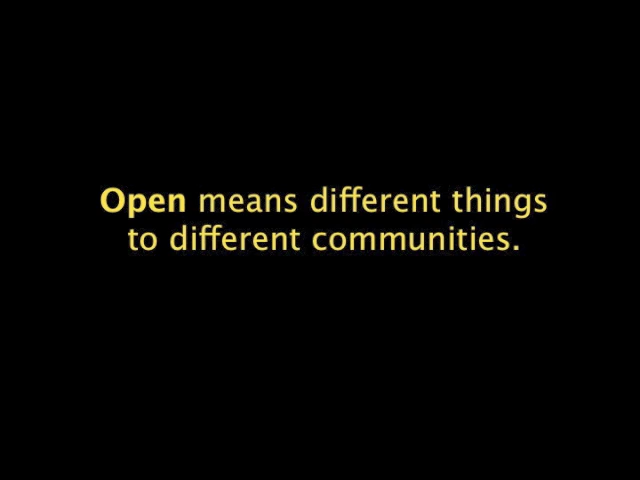 Open means different things
to different communities.